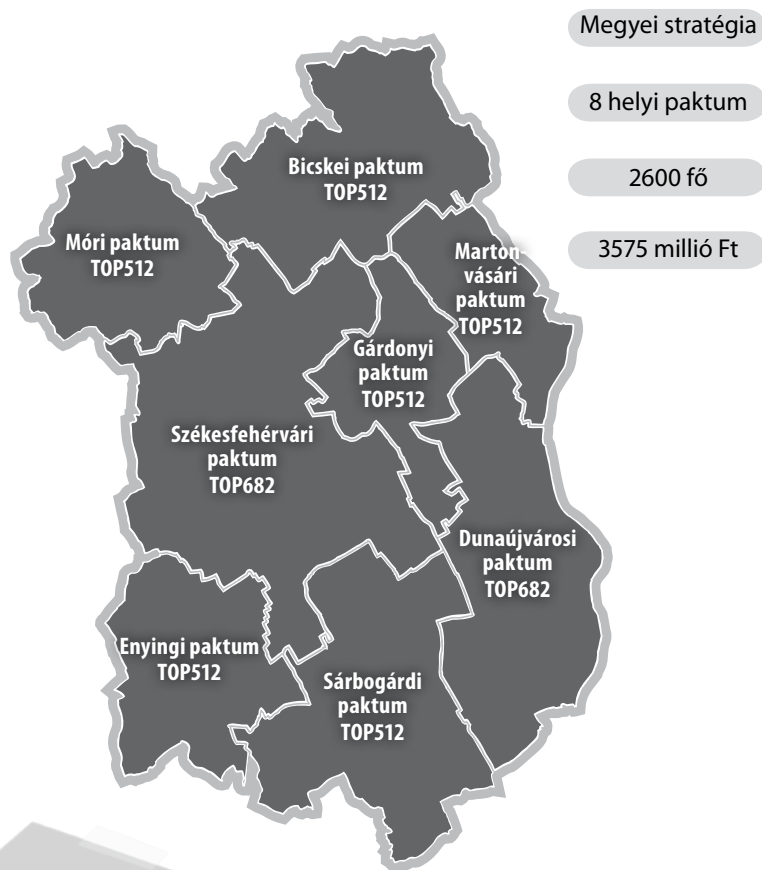 Megyei stratégia
8 helyi paktum
2600 fő
3575 millió Ft
Bicskei paktum
TOP512
Móri paktum
TOP512
Marton-
vásári
paktum
TOP512
Gárdonyi
paktum
TOP512
Székesfehérvári
paktum
TOP682
Dunaújvárosi
paktum
TOP682
Enyingi paktum
TOP512
Sárbogárdi
paktum
TOP512